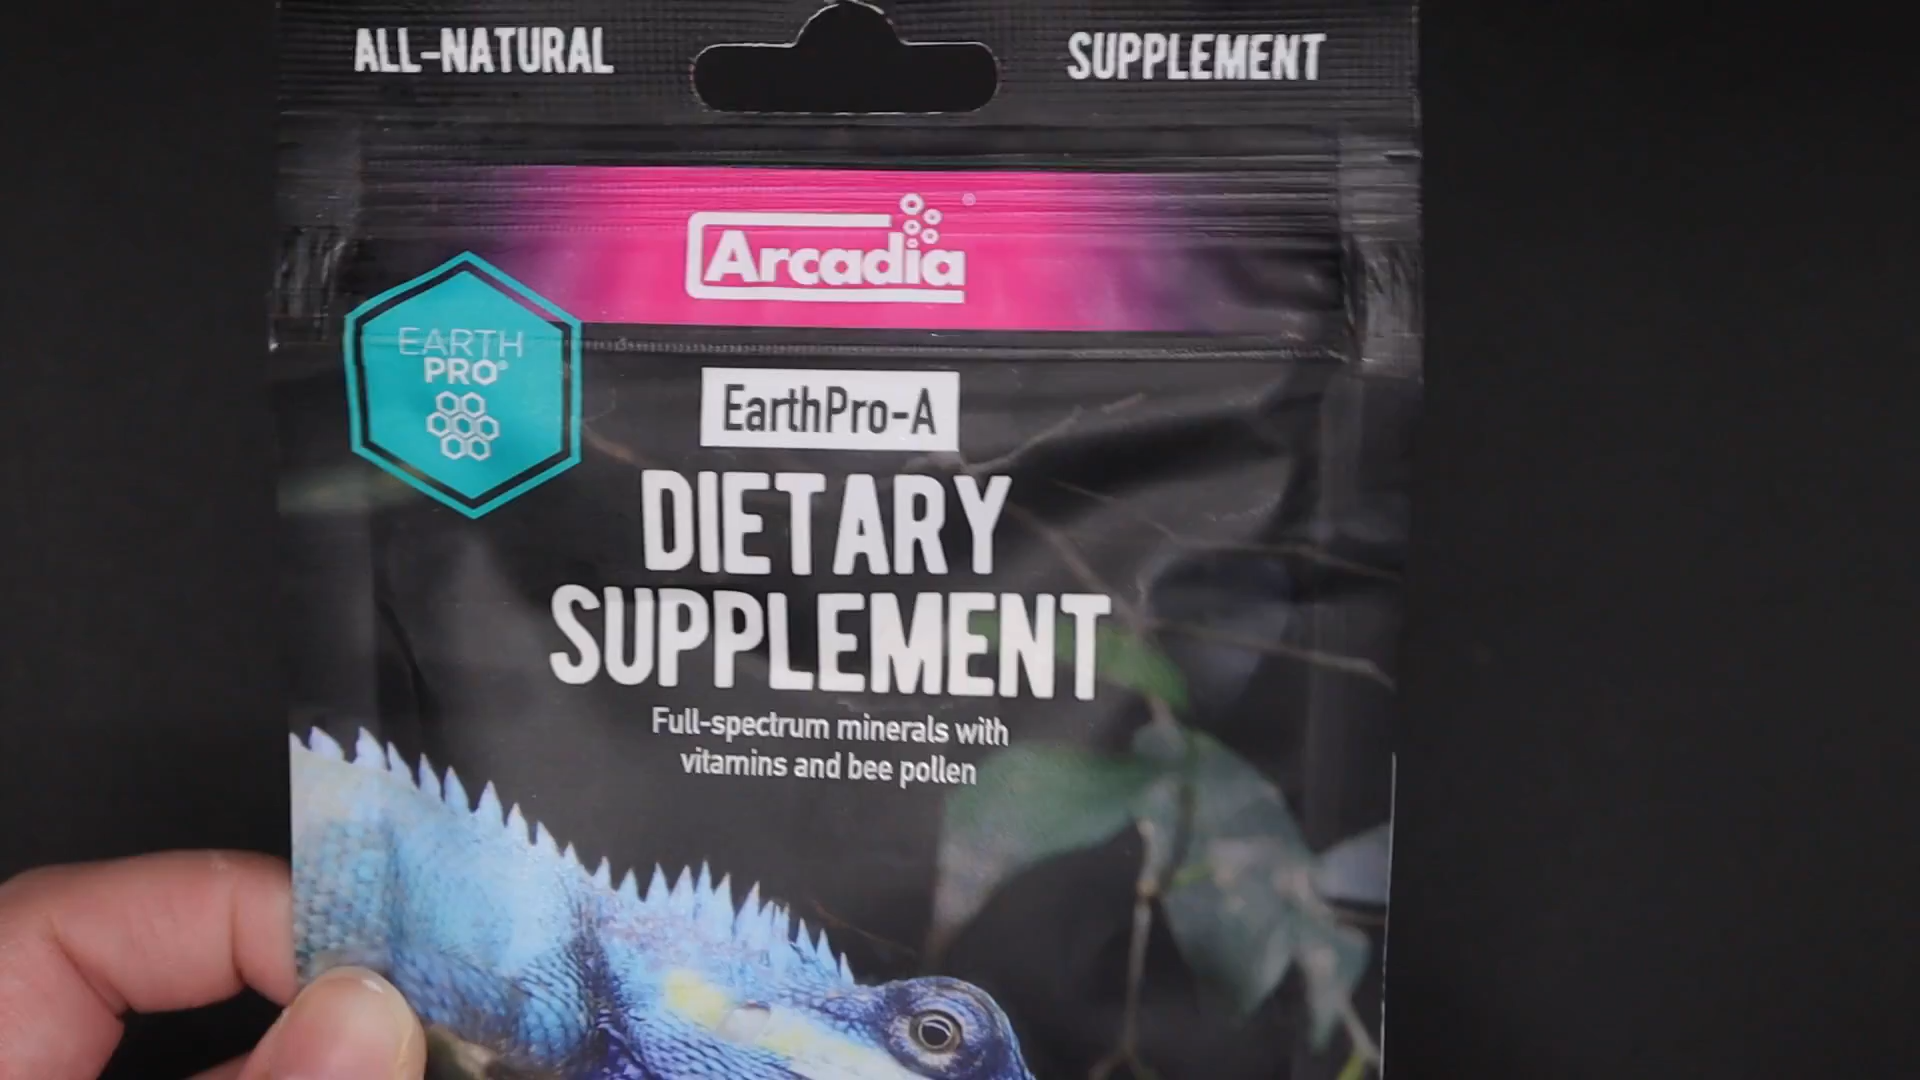 ALL-NATURAL
SUPPLEMENT
Arcadia®
EARTH
PRO®
EarthPro-A
DIETARY
SUPPLEMENT
Full-spectrum minerals with
vitamins and bee pollen